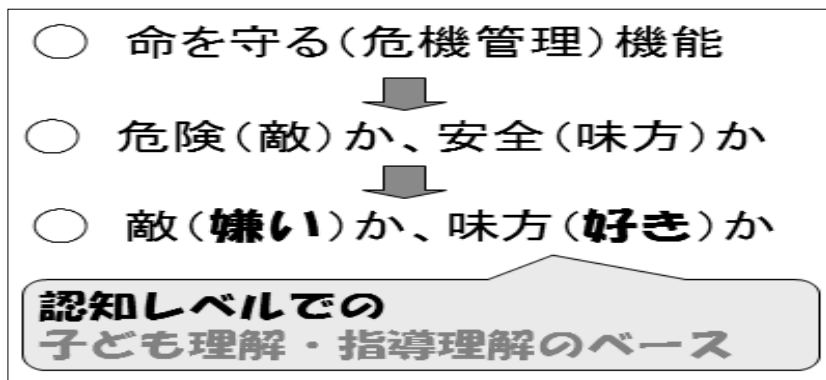 ○ 命を守る(危機管理)機能
○ 危険(敵)か、安全(味方)か
○ 敵(嫌い)か、味方(好き)か
認知レベルでの
子ども理解・指導理解のベース